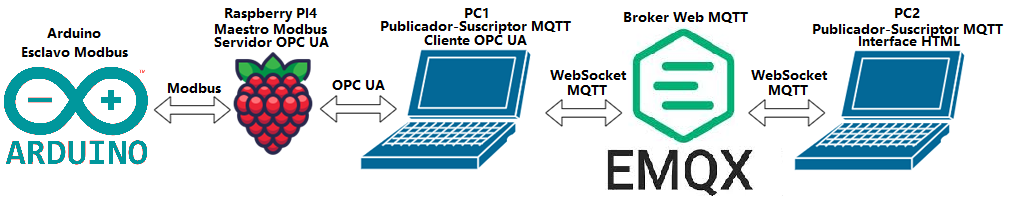 Arduino
Esclavo Modbus
TM
ARDUINO
Modbus
Raspberry PI4
Maestro Modbus
Servidor OPC UA
OPC UA
PC1
Publicador-Suscriptor MQTT
Cliente OPC UA
WebSocket
MQTT
Broker Web MQTT
EMQX
WebSocket
MQTT
PC2
Publicador-Suscriptor MQTT
Interface HTML